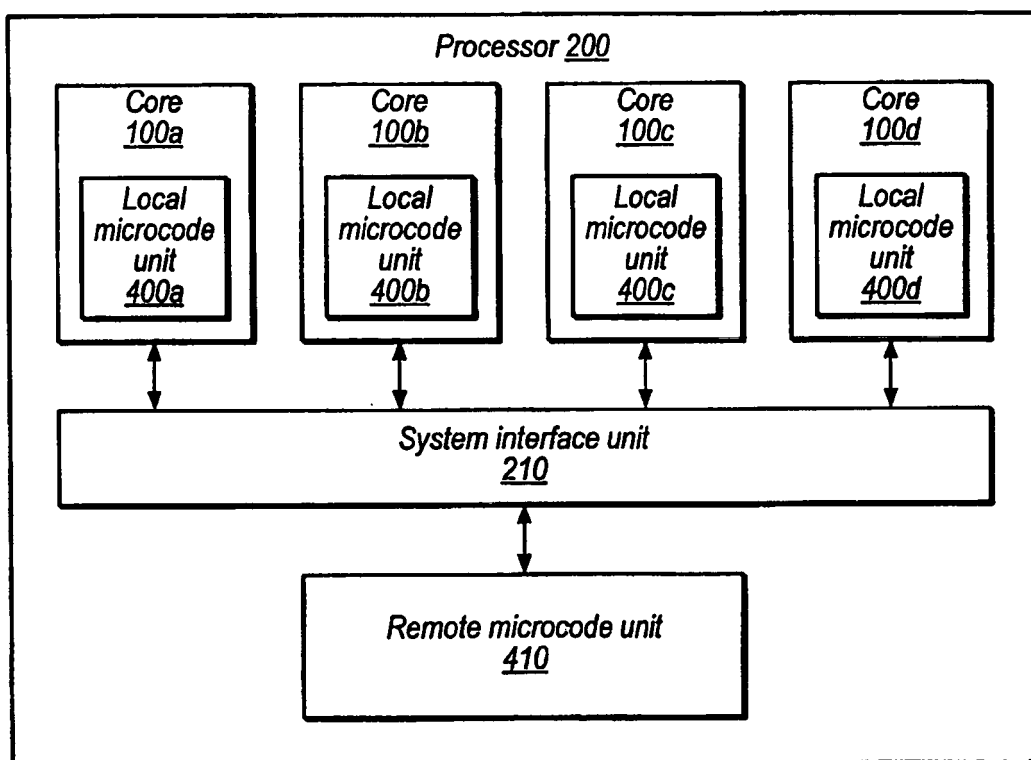 Processor 200
Core
100a
Local
microcode
unit
400a
Core
100b
Local
microcode
unit
400b
Core
100c
Local
microcode
unit
400c
Core
100d
Local
microcode
unit
400d
System interface unit
210
Remote microcode unit
410